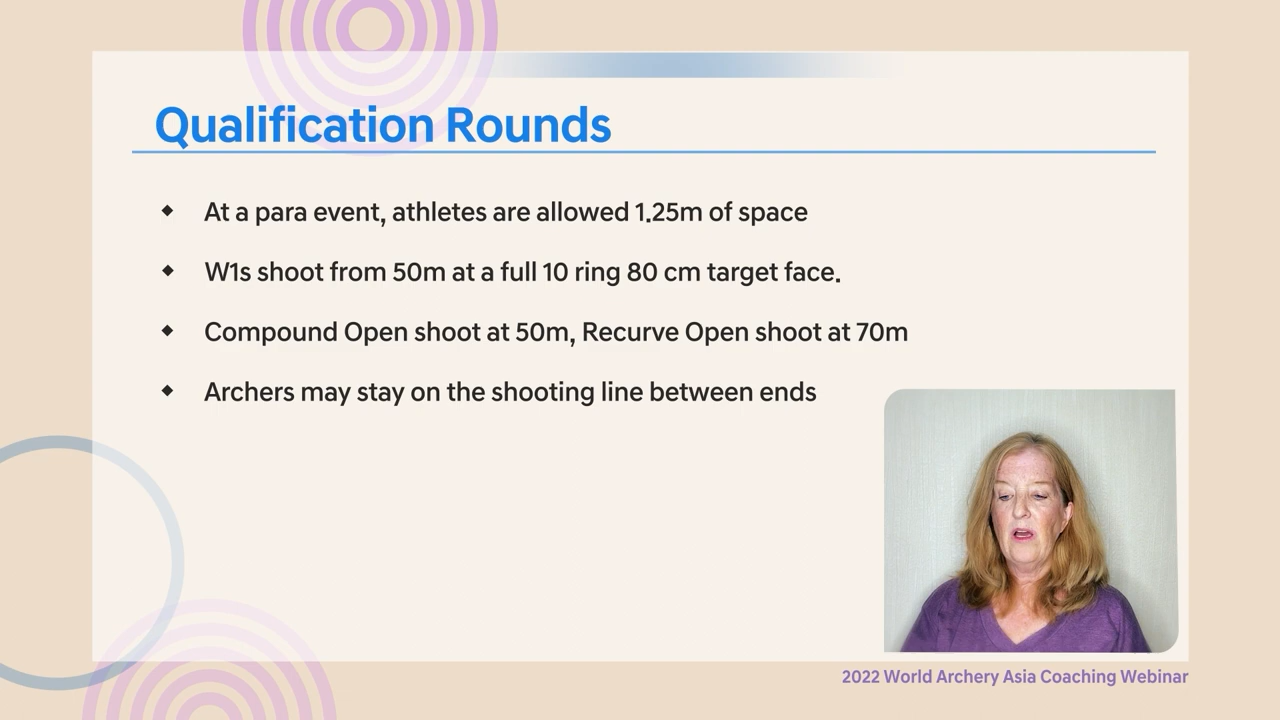 Qualification Rounds
◆ At a para event, athletes are allowed 1.25m of space
◆ W1s shoot from 50m at a full 10 ring 80 cm target face.
◆ Compound Open shoot at 50m, Recurve Open shoot at 70m
◆ Archers may stay on the shooting line between ends
2022 World Archery Asia Coaching Webinar